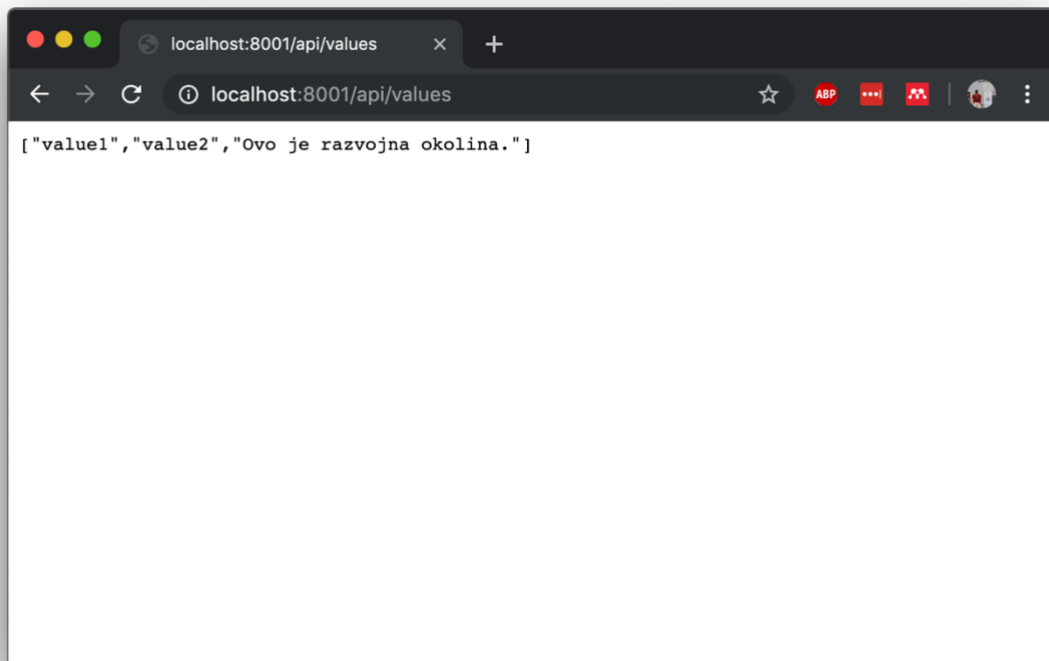 localhost:8001/api/values
localhost:8001/api/values
ABP
["value1","value2","Ovo je razvojna okolina."]